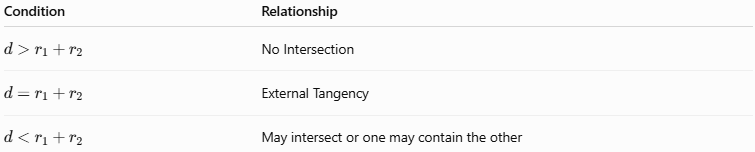 Condition Relationship
d > r₁ + r₂ No Intersection
d = r₁ + r₂ External Tangency
d < r₁ + r₂ May intersect or one may contain the other